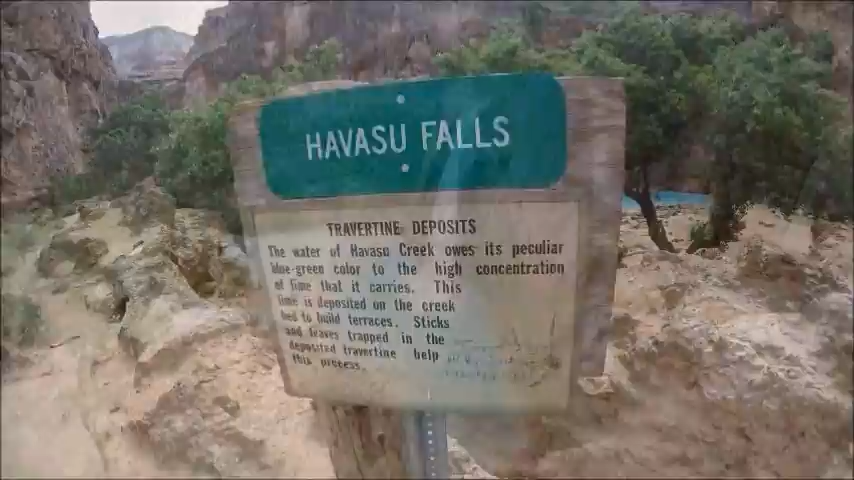 HAVASU FALLS
TRAVERTINE DEPOSITS
The water of Havasu Creek owes its peculiar
blue-green color to the high concentration
of lime that it carries. This
lime is deposited on the creek
bed to build terraces. Sticks
and leaves trapped in the
deposited travertine help
this process.